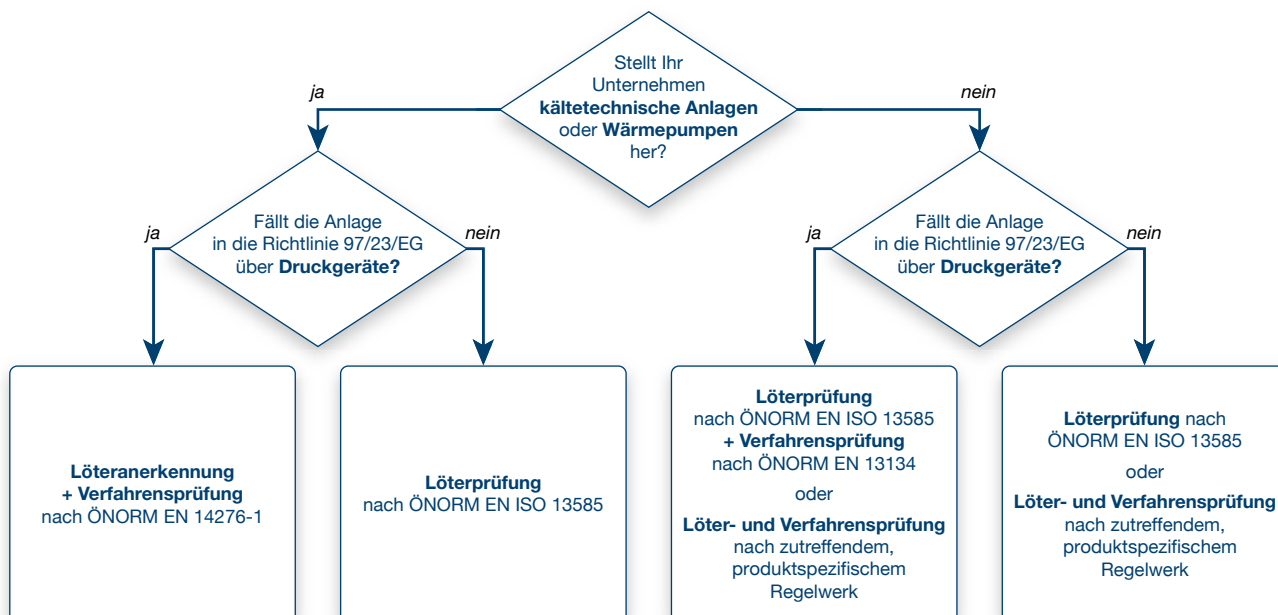 Stellt Ihr
Unternehmen
kältetechnische Anlagen
oder Wärmepumpen
her?
ja
nein
Fällt die Anlage
in die Richtlinie 97/23/EG
über Druckgeräte?
ja
nein
Fällt die Anlage
in die Richtlinie 97/23/EG
über Druckgeräte?
ja
nein
Löteranerkennung
+ Verfahrensprüfung
nach ÖNORM EN 14276-1
Löterprüfung
nach ÖNORM EN ISO 13585
Löterprüfung
nach ÖNORM EN ISO 13585
+ Verfahrensprüfung
nach ÖNORM EN 13134
oder
Löter- und Verfahrensprüfung
nach zutreffendem,
produktspezifischem
Regelwerk
Löterprüfung nach
ÖNORM EN ISO 13585
oder
Löter- und Verfahrensprüfung
nach zutreffendem,
produktspezifischem
Regelwerk